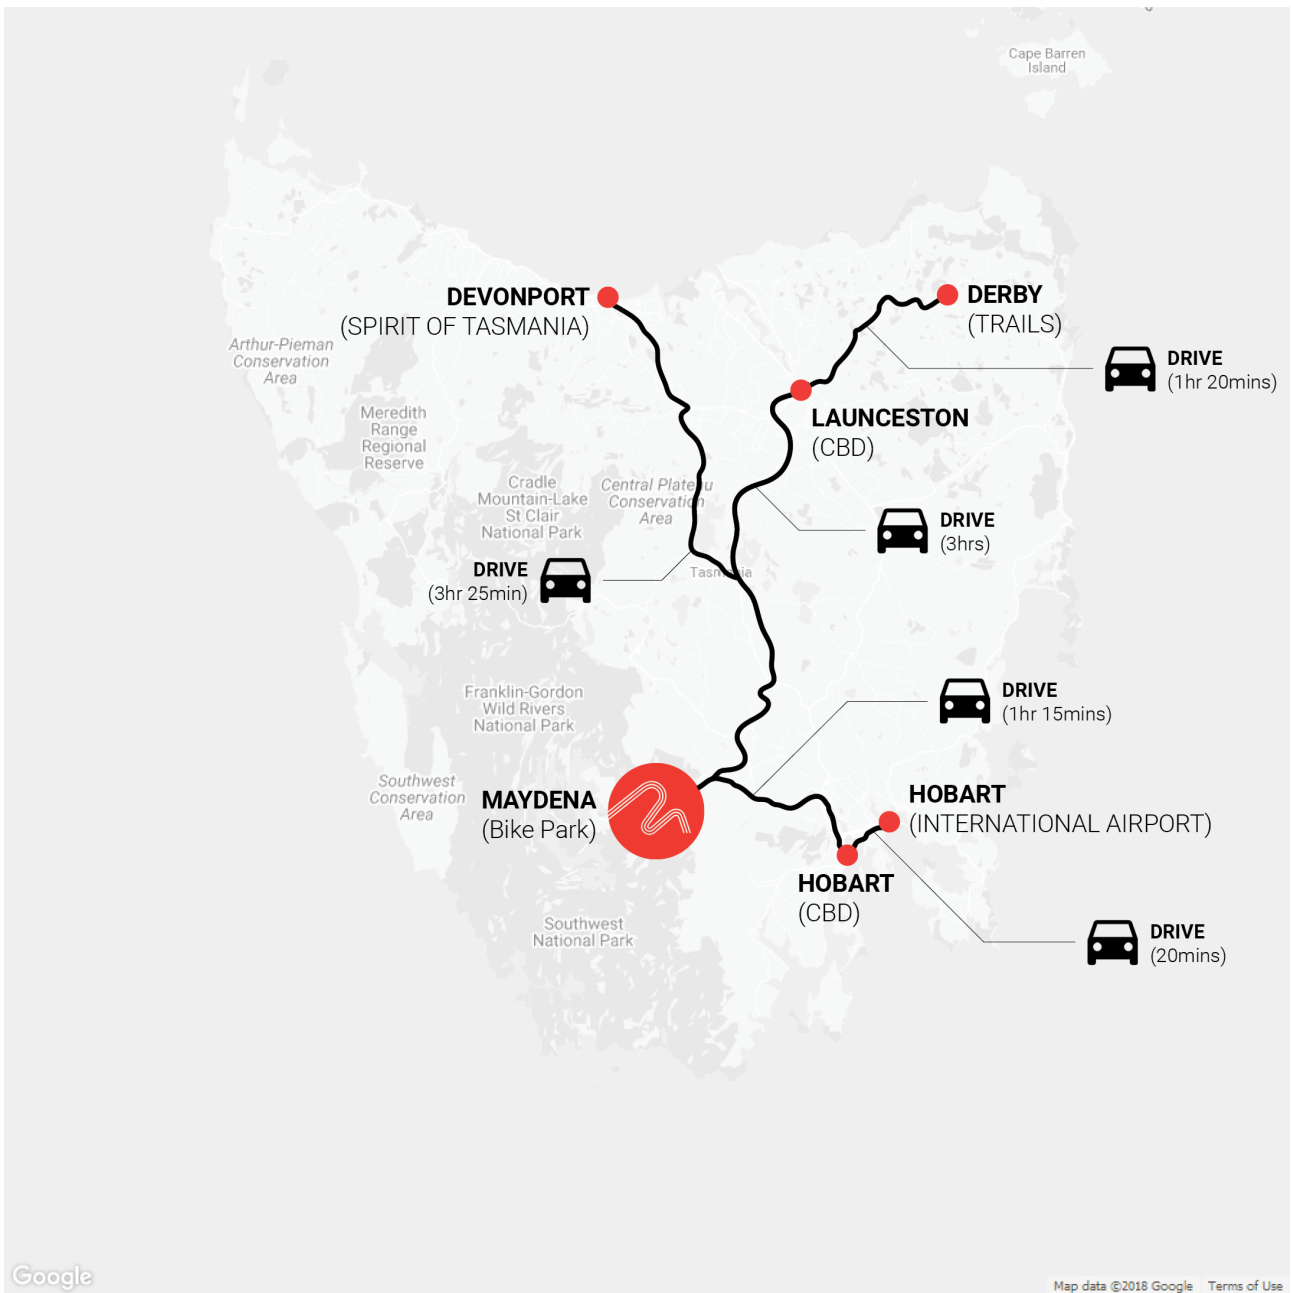 Cape Barren
Island
DEVONPORT
(SPIRIT OF TASMANIA)
DERBY
(TRAILS)
Arthur-Pieman
Conservation
Area
DRIVE
(1hr 20mins)
Meredith
Range
Regional
Reserve
LAUNCESTON
(CBD)
Cradle
Mountain-Lake
St Clair
National Park
Central Plateau
Conservation
Area
DRIVE
(3hrs)
DRIVE
(3hr 25min)
Tasmania
Franklin-Gordon
Wild Rivers
National Park
DRIVE
(1hr 15mins)
Southwest
Conservation
Area
MAYDENA
(Bike Park)
HOBART
(INTERNATIONAL AIRPORT)
HOBART
(CBD)
Southwest
National Park
DRIVE
(20mins)
Google
Map data ©2018 Google Terms of Use